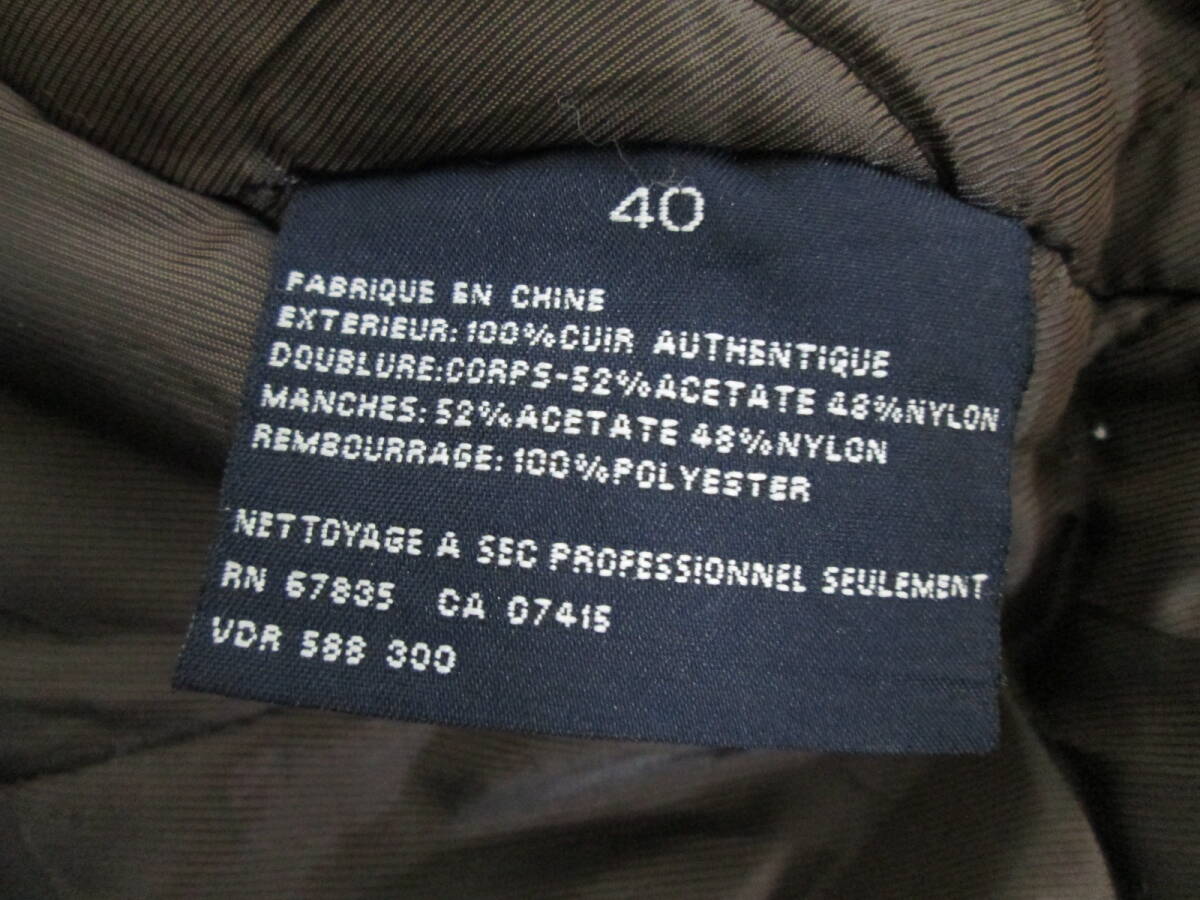 40
FABRIQUE EN CHINE
EXTERIEUR: 100% CUIR AUTHENTIQUE
DOUBLURE: CORPS-52% ACETATE 48% NYLON
MANCHES: 52% ACETATE 48% NYLON
REMBOURRAGE: 100% POLYESTER
NETTOYAGE A SEC PROFESSIONNEL SEULEMENT
RN 67835 CA 07415
VDR 588 300